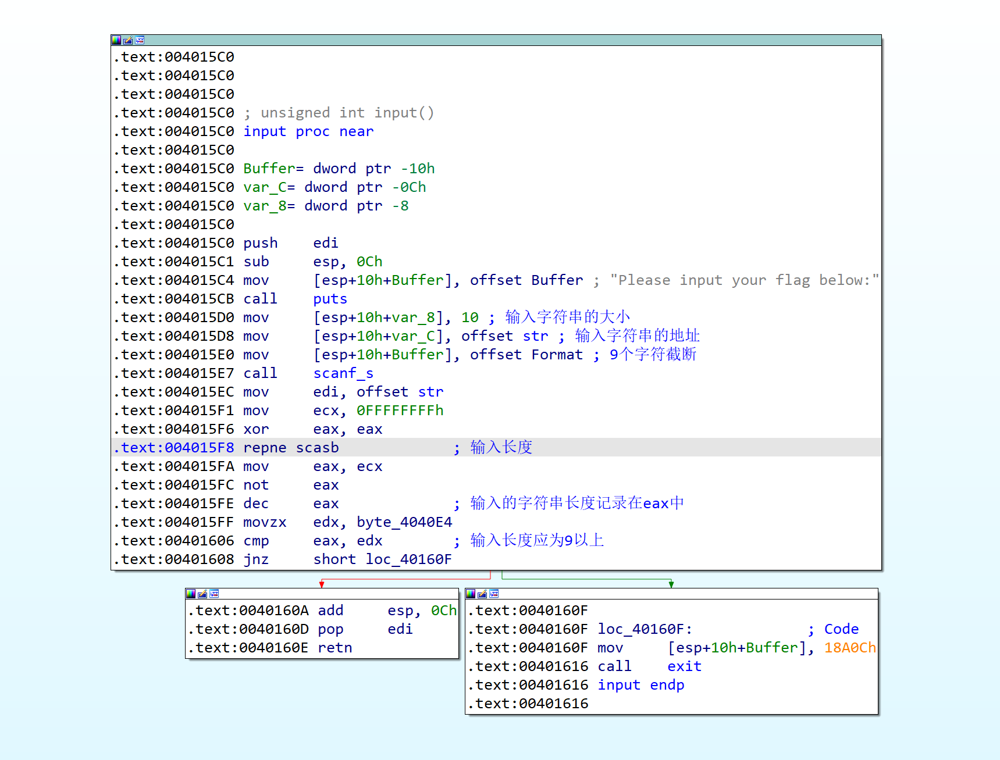 .text:004015C0
.text:004015C0
.text:004015C0
.text:004015C0 ; unsigned int input()
.text:004015C0 input proc near
.text:004015C0
.text:004015C0 Buffer= dword ptr -10h
.text:004015C0 var_C= dword ptr -0Ch
.text:004015C0 var_8= dword ptr -8
.text:004015C0
.text:004015C0 push    edi
.text:004015C1 sub     esp, 0Ch
.text:004015C4 mov     [esp+10h+Buffer], offset Buffer ; "Please input your flag below:"
.text:004015CB call    puts
.text:004015D0 mov     [esp+10h+var_8], 10 ; 输入字符串的大小
.text:004015D8 mov     [esp+10h+var_C], offset str ; 输入字符串的地址
.text:004015E0 mov     [esp+10h+Buffer], offset Format ; 9个字符截断
.text:004015E7 call    scanf_s
.text:004015EC mov     edi, offset str
.text:004015F1 mov     ecx, 0FFFFFFFFh
.text:004015F6 xor     eax, eax
.text:004015F8 repne scasb             ; 输入长度
.text:004015FA mov     eax, ecx
.text:004015FC not     eax
.text:004015FE dec     eax             ; 输入的字符串长度记录在eax中
.text:004015FF movzx   edx, byte_4040E4
.text:00401606 cmp     eax, edx        ; 输入长度应为9以上
.text:00401608 jnz     short loc_40160F
.text:0040160A add     esp, 0Ch
.text:0040160D pop     edi
.text:0040160E retn
.text:0040160F
.text:0040160F loc_40160F:             ; Code
.text:0040160F mov     [esp+10h+Buffer], 18A0Ch
.text:00401616 call    exit
.text:00401616 input endp
.text:00401616